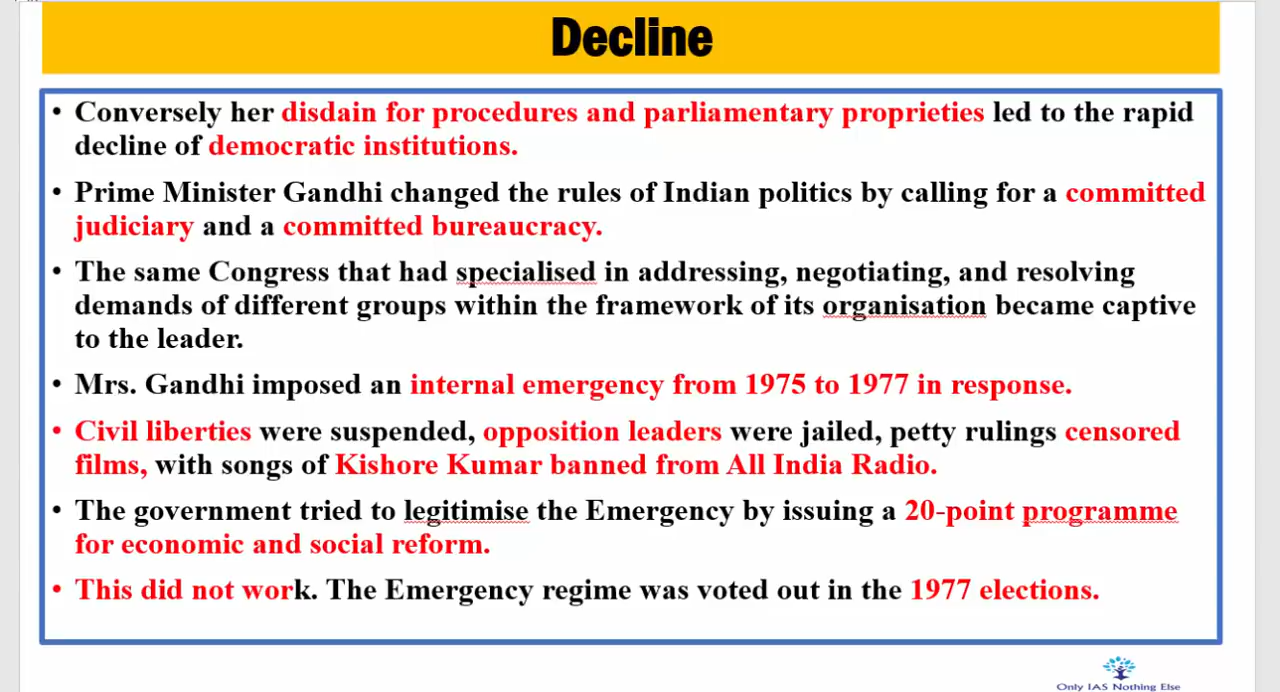 Decline
• Conversely her disdain for procedures and parliamentary proprieties led to the rapid
decline of democratic institutions.
• Prime Minister Gandhi changed the rules of Indian politics by calling for a committed
judiciary and a committed bureaucracy.
• The same Congress that had specialised in addressing, negotiating, and resolving
demands of different groups within the framework of its organisation became captive
to the leader.
• Mrs. Gandhi imposed an internal emergency from 1975 to 1977 in response.
• Civil liberties were suspended, opposition leaders were jailed, petty rulings censored
films, with songs of Kishore Kumar banned from All India Radio.
• The government tried to legitimise the Emergency by issuing a 20-point programme
for economic and social reform.
• This did not work. The Emergency regime was voted out in the 1977 elections.
Only IAS Nothing Else